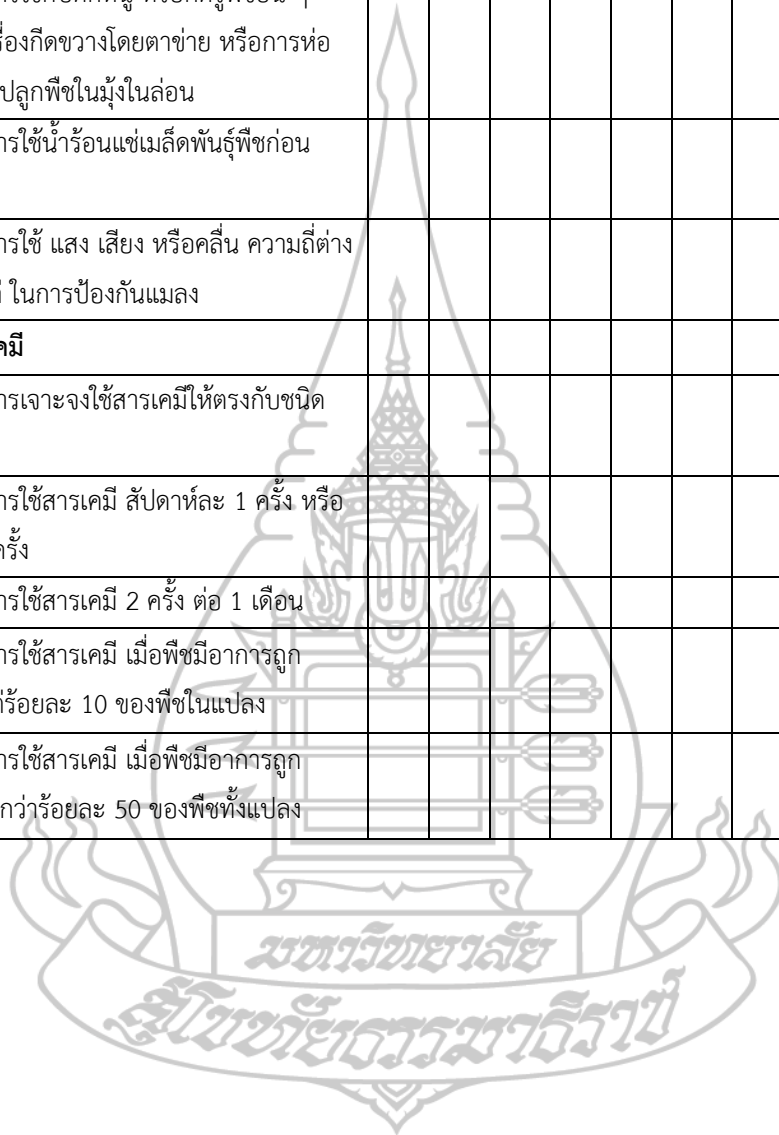 ื่องกีดขวางโดยตาข่าย หรือการห่อ
ปลูกพืชในมุ้งในล่อน
ารใช้น้ำร้อนแช่เมล็ดพันธุ์พืชก่อน
ารใช้ แสง เสียง หรือคลื่น ความถี่ต่าง
ในการป้องกันแมลง
คมี
ารเจาะจงใช้สารเคมีให้ตรงกับชนิด
ารใช้สารเคมี สัปดาห์ละ 1 ครั้ง หรือ
ครั้ง
ารใช้สารเคมี 2 ครั้ง ต่อ 1 เดือน
ารใช้สารเคมี เมื่อพืชมีอาการถูก
ร้อยละ 10 ของพืชในแปลง
ารใช้สารเคมี เมื่อพืชมีอาการถูก
กว่าร้อยละ 50 ของพืชทั้งแปลง
มหาวิทยาลัย
สุโขทัยธรรมาธิราช